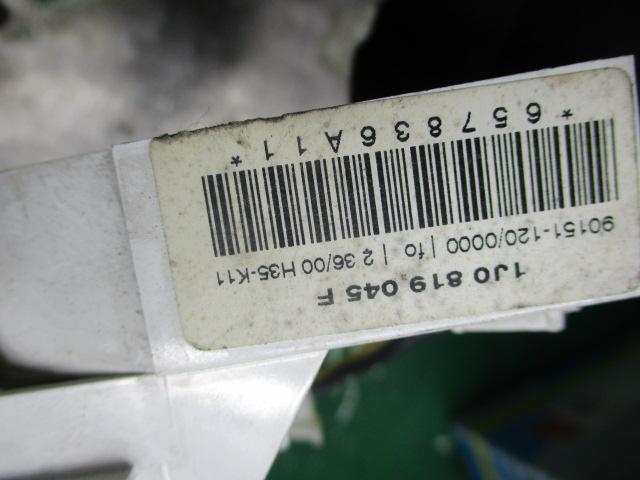 1J0 819 045 F
90151-120/0000 | fo | 2 36/00 H35-K11
* 6 5 7 8 3 6 A 1 1 *